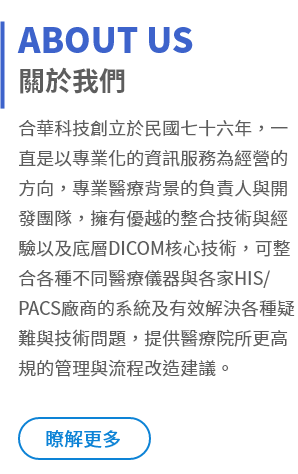 ABOUT US
關於我們
合華科技創立於民國七十六年，一
直是以專業化的資訊服務為經營的
方向，專業醫療背景的負責人與開
發團隊，擁有優越的整合技術與經
驗以及底層DICOM核心技術，可整
合各種不同醫療儀器與各家HIS/
PACS廠商的系統及有效解決各種疑
難與技術問題，提供醫療院所更高
規的管理與流程改造建議。
瞭解更多